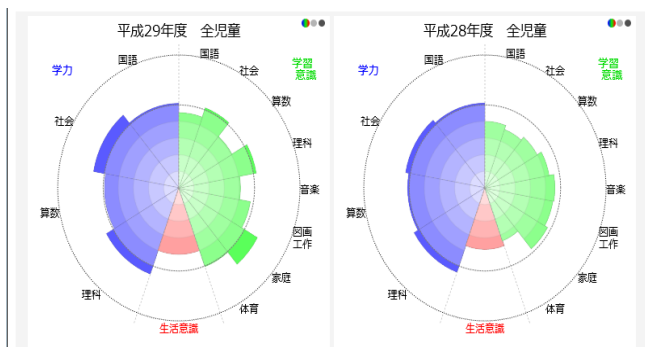 平成29年度　全児童
学力
国語
国語
社会
学習
意識
算数
社会
理科
音楽
算数
図画
工作
家庭
理科
体育
生活意識
平成28年度　全児童
学力
国語
国語
社会
学習
意識
算数
社会
理科
音楽
算数
図画
工作
家庭
理科
体育
生活意識